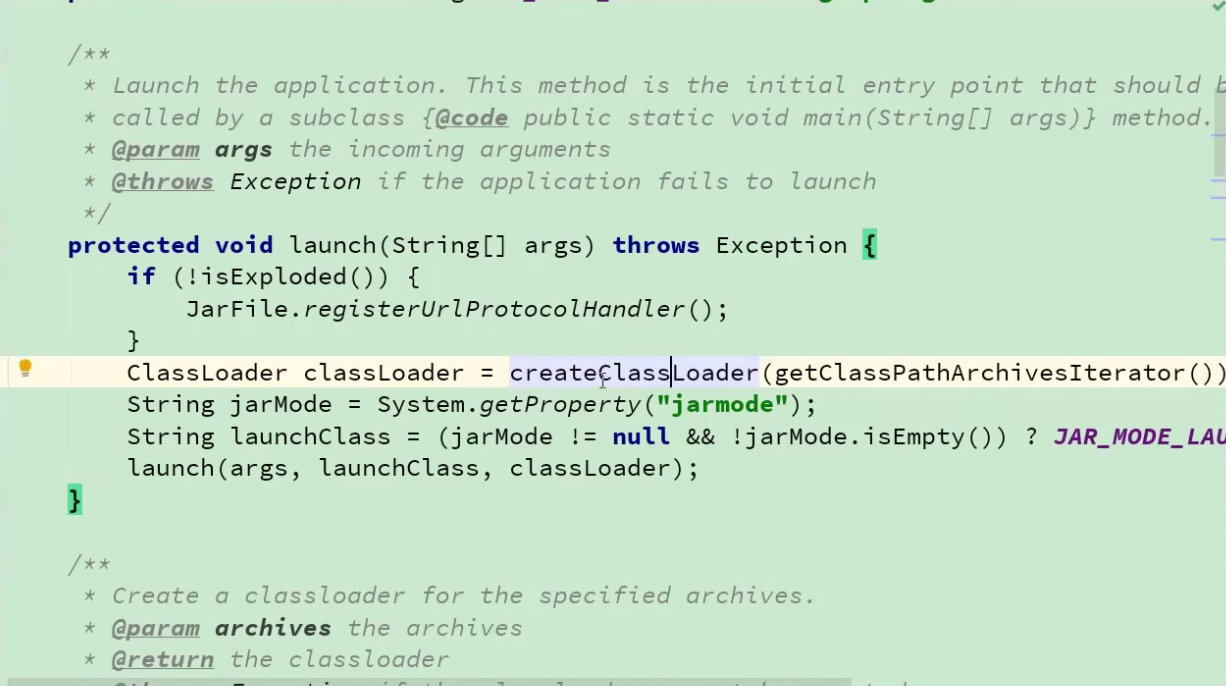 /**
* Launch the application. This method is the initial entry point that should b
* called by a subclass {@code public static void main(String[] args)} method.
* @param args the incoming arguments
* @throws Exception if the application fails to launch
*/
protected void launch(String[] args) throws Exception {
if (!isExploded()) {
JarFile.registerUrlProtocolHandler();
}
ClassLoader classLoader = createClassLoader(getClassPathArchivesIterator())
String jarMode = System.getProperty("jarmode");
String launchClass = (jarMode != null && !jarMode.isEmpty()) ? JAR_MODE_LAU
launch(args, launchClass, classLoader);
}
/**
* Create a classloader for the specified archives.
* @param archives the archives
* @return the classloader